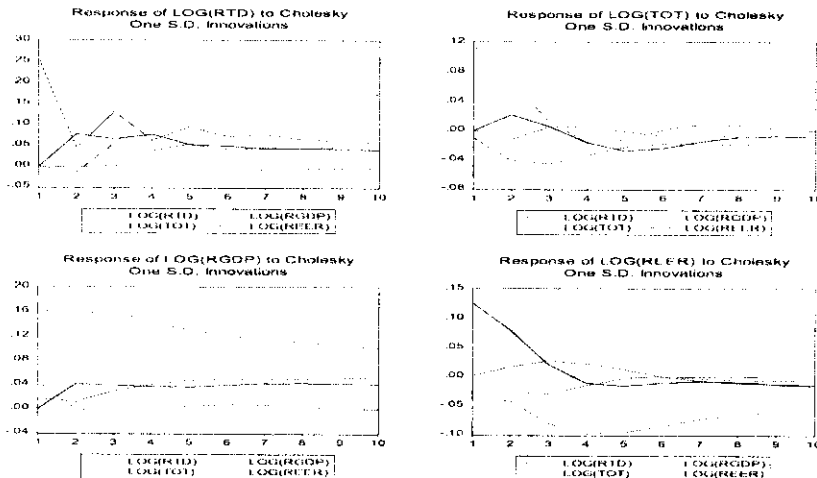 Response of LOG(RTD) to Cholesky
One S.D. Innovations
.30
.25
.20
.15
.10
.05
.00
-.05
1 2 3 4 5 6 7 8 9 10
LOG(RTD) LOG(RGDP)
LOG(TOT) LOG(REER)
Response of LOG(TOT) to Cholesky
One S.D. Innovations
.12
.04
.00
-.04
-.08
1 2 3 4 5 6 7 8 9 10
LOG(RTD) LOG(RGDP)
LOG(TOT) LOG(REER)
Response of LOG(RGDP) to Cholesky
One S.D. Innovations
.20
.16
.12
.08
.04
.00
-.04
1 2 3 4 5 6 7 8 9 10
LOG(RTD) LOG(RGDP)
LOG(TOT) LOG(REER)
Response of LOG(REER) to Cholesky
One S.D. Innovations
.15
.10
.05
.00
-.05
-.10
1 2 3 4 5 6 7 8 9 10
LOG(RTD) LOG(RGDP)
LOG(TOT) LOG(REER)